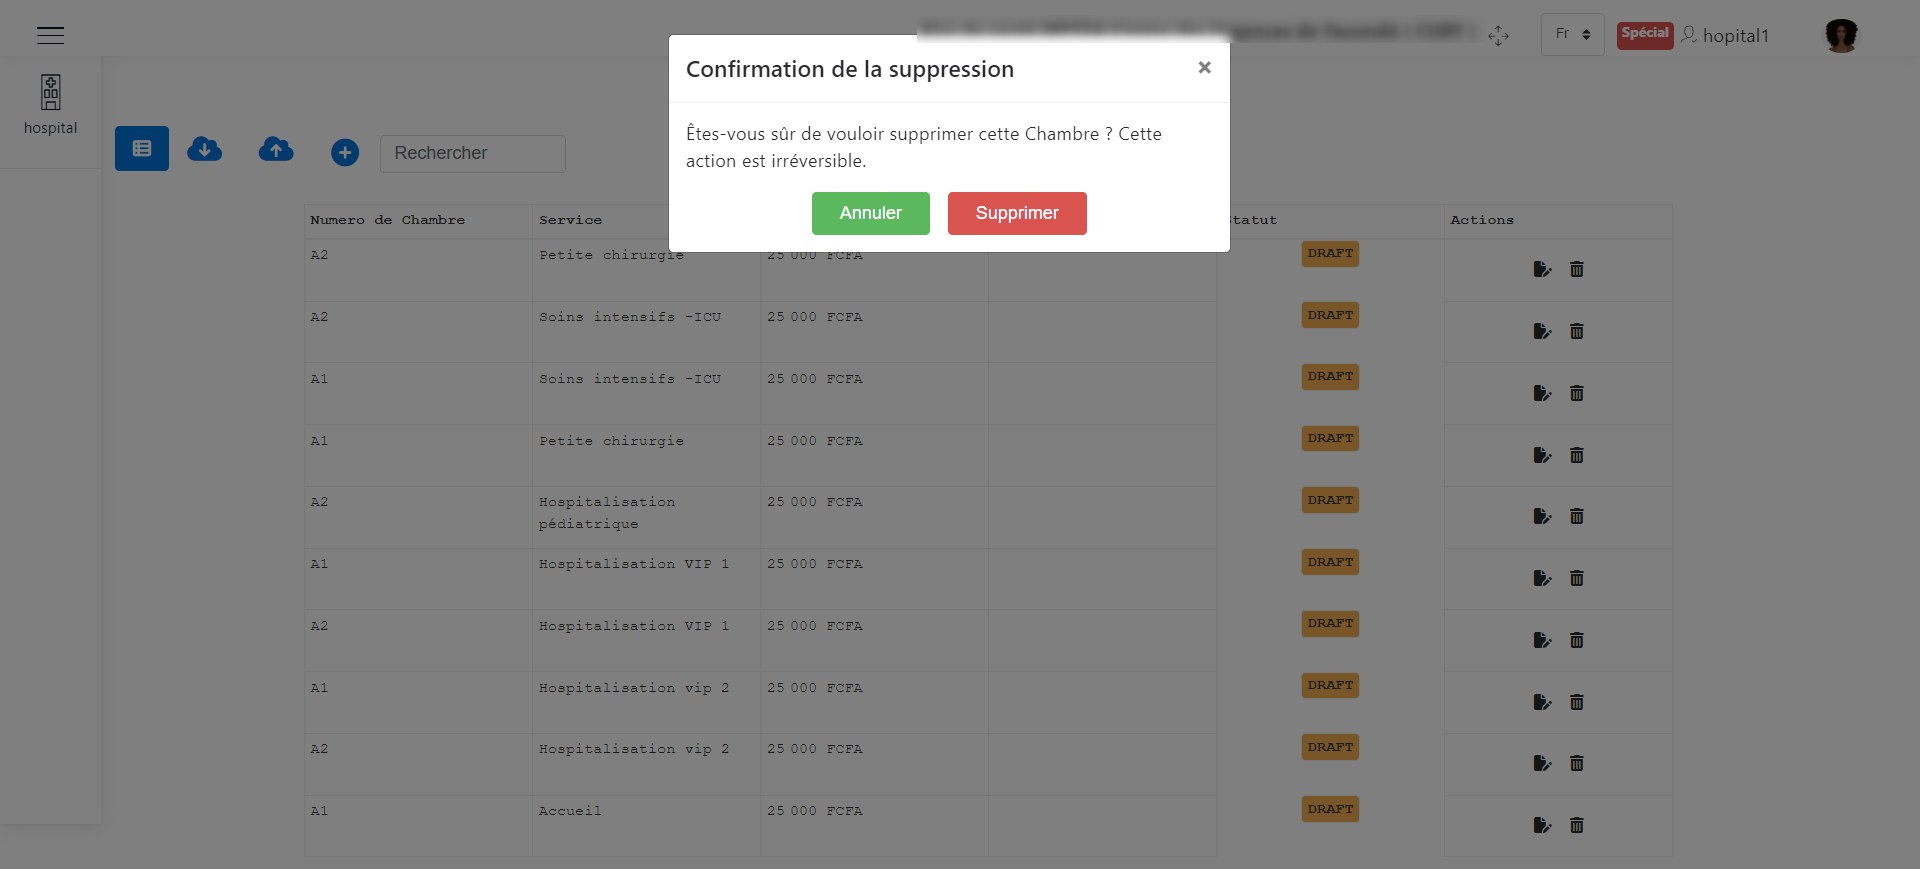 Fr
Spécial
hopital1
hospital
Rechercher
Confirmation de la suppression
×
Êtes-vous sûr de vouloir supprimer cette Chambre ? Cette
action est irréversible.
Annuler
Supprimer
Numero de Chambre Service tatut Actions
A2 Petite chirurgie 25 000 FCFA DRAFT
A2 Soins intensifs -ICU 25 000 FCFA DRAFT
A1 Soins intensifs -ICU 25 000 FCFA DRAFT
A1 Petite chirurgie 25 000 FCFA DRAFT
A2 Hospitalisation 25 000 FCFA DRAFT
pédiatrique
A1 Hospitalisation VIP 1 25 000 FCFA DRAFT
A2 Hospitalisation VIP 1 25 000 FCFA DRAFT
A1 Hospitalisation vip 2 25 000 FCFA DRAFT
A2 Hospitalisation vip 2 25 000 FCFA DRAFT
A1 Accueil 25 000 FCFA DRAFT